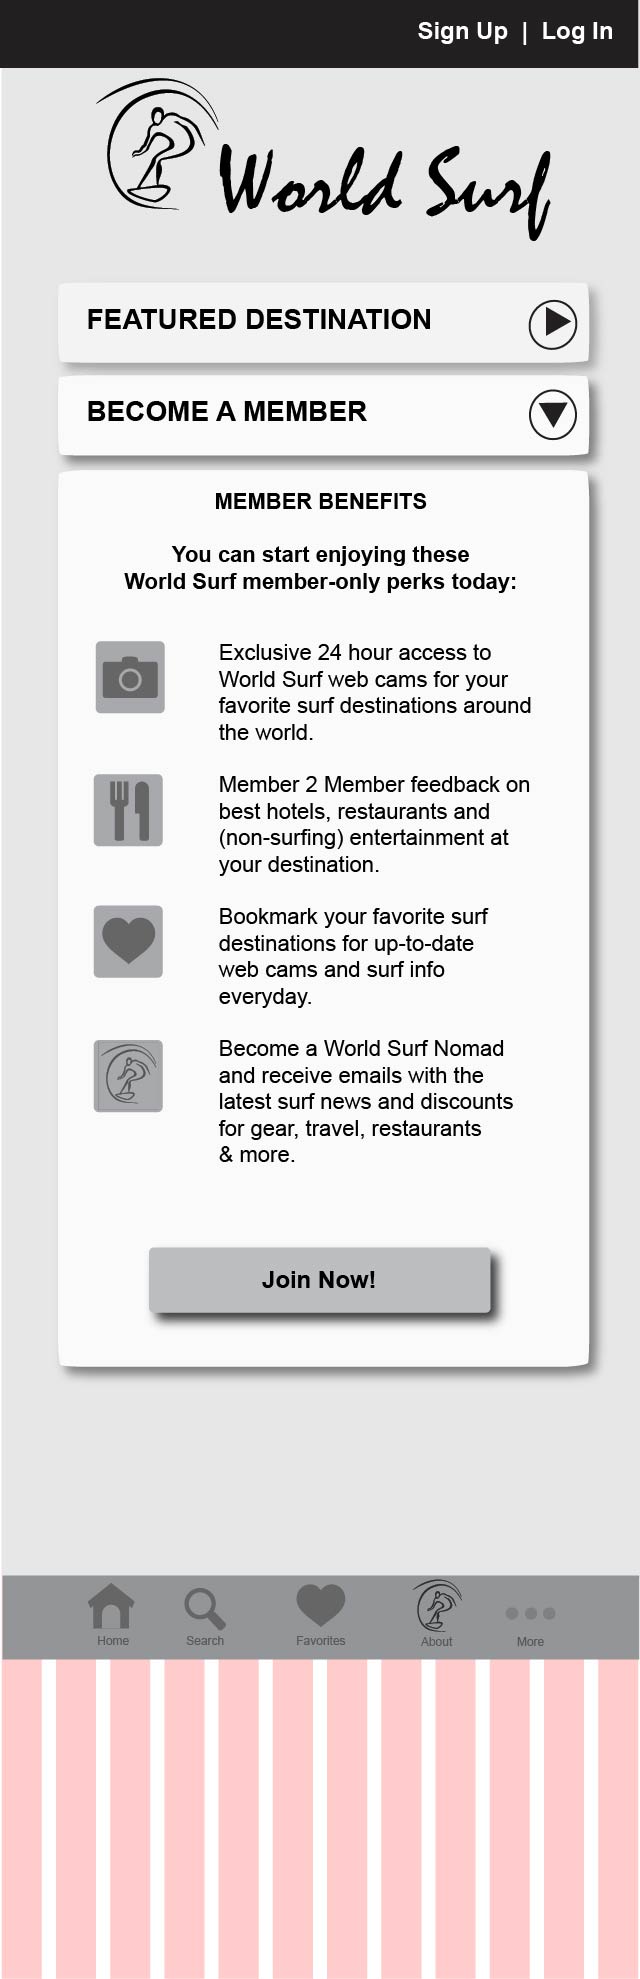 Sign Up | Log In
World Surf
FEATURED DESTINATION
BECOME A MEMBER
MEMBER BENEFITS
You can start enjoying these
World Surf member-only perks today:
Exclusive 24 hour access to
World Surf web cams for your
favorite surf destinations around
the world.
Member 2 Member feedback on
best hotels, restaurants and
(non-surfing) entertainment at
your destination.
Bookmark your favorite surf
destinations for up-to-date
web cams and surf info
everyday.
Become a World Surf Nomad
and receive emails with the
latest surf news and discounts
for gear, travel, restaurants
& more.
Join Now!
Home Search Favorites About More